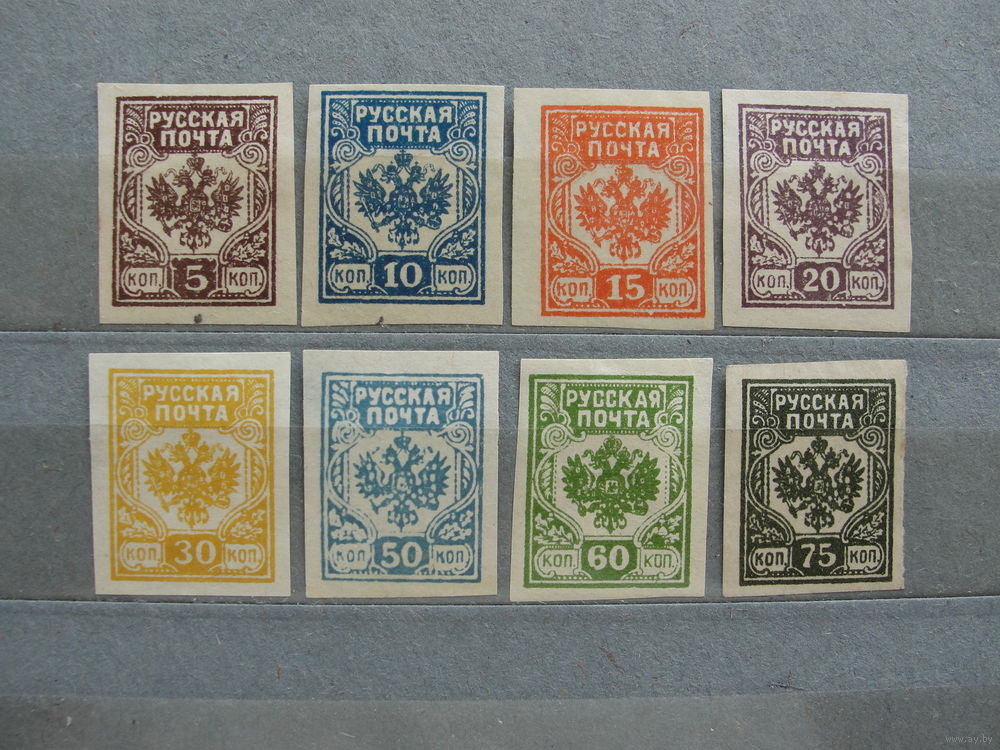 РУССКАЯ
ПОЧТА
КОП. 5 КОП.
РУССКАЯ
ПОЧТА
КОП. 10 КОП.
РУССКАЯ
ПОЧТА
КОП 15 КОП.
РУССКАЯ
ПОЧТА
КОП. 20 КОП.
РУССКАЯ
ПОЧТА
КОП. 30 КОП.
РУССКАЯ
ПОЧТА
КОП. 50 КОП.
РУССКАЯ
ПОЧТА
КОП. 60 КОП.
РУССКАЯ
ПОЧТА
КОП. 75 КОП.
www.ay.by